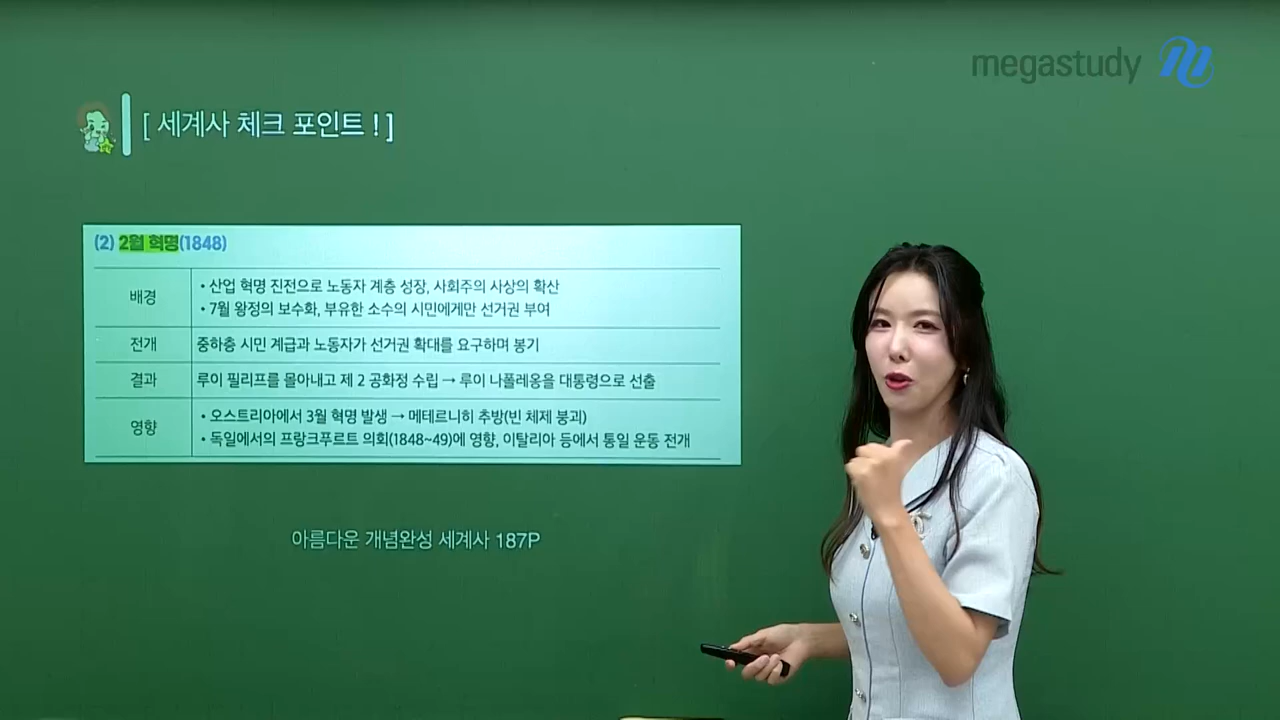 megastudy
[ 세계사 체크 포인트 ! ]
(2) 2월 혁명(1848)
배경
• 산업 혁명 진전으로 노동자 계층 성장, 사회주의 사상의 확산
• 7월 왕정의 보수화, 부유한 소수의 시민에게만 선거권 부여
전개
중하층 시민 계급과 노동자가 선거권 확대를 요구하며 봉기
결과
루이 필리프를 몰아내고 제 2 공화정 수립 → 루이 나폴레옹을 대통령으로 선출
영향
• 오스트리아에서 3월 혁명 발생 → 메테르니히 추방(빈 체제 붕괴)
• 독일에서의 프랑크푸르트 의회(1848~49)에 영향, 이탈리아 등에서 통일 운동 전개
아름다운 개념완성 세계사 187P